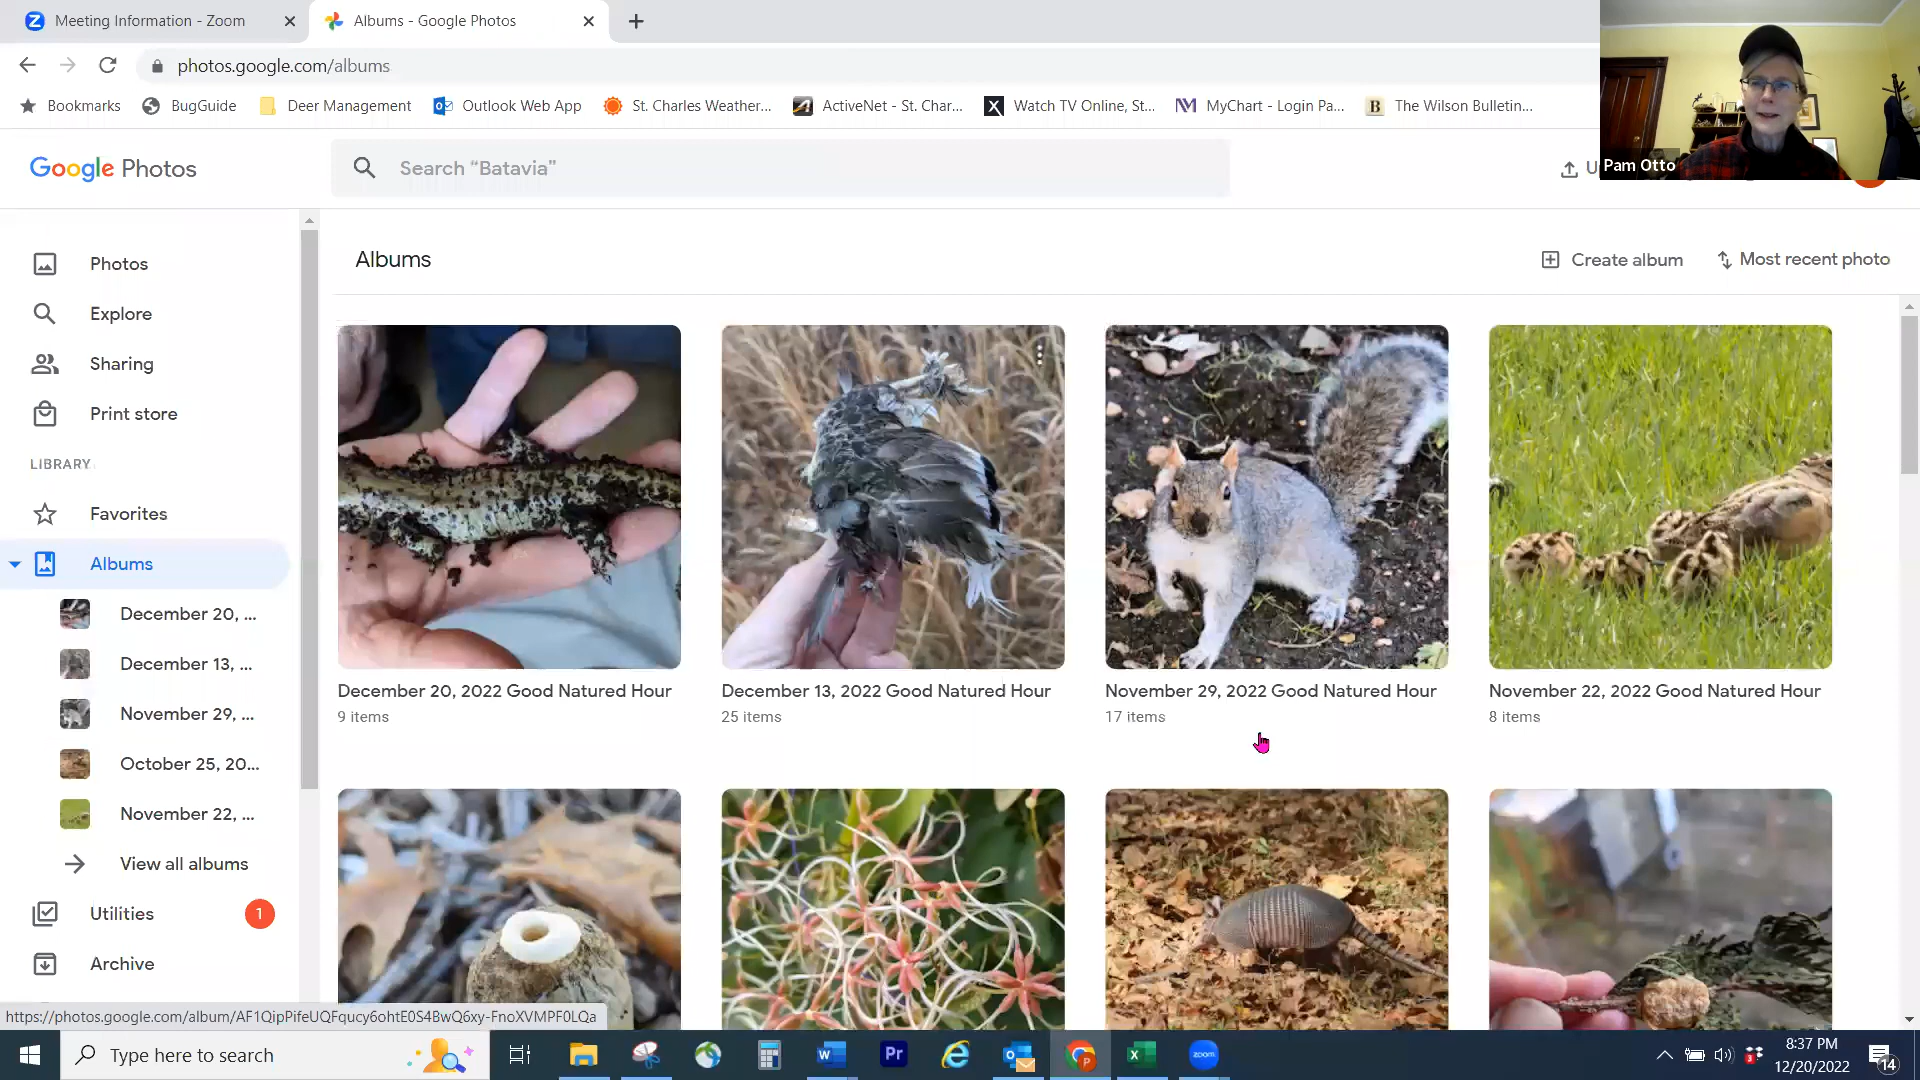 Meeting Information - Zoom
Albums - Google Photos
photos.google.com/albums
Bookmarks
BugGuide
Deer Management
Outlook Web App
St. Charles Weather...
ActiveNet - St. Char...
Watch TV Online, St...
MyChart - Login Pa...
The Wilson Bulletin...
Pam Otto
Google Photos
Search “Batavia”
Photos
Explore
Sharing
Print store
LIBRARY
Favorites
Albums
December 20, ...
December 13, ...
November 29, ...
October 25, 20...
November 22, ...
View all albums
Utilities
1
Archive
Albums
Create album
Most recent photo
December 20, 2022 Good Natured Hour
9 items
December 13, 2022 Good Natured Hour
25 items
November 29, 2022 Good Natured Hour
17 items
November 22, 2022 Good Natured Hour
8 items
https://photos.google.com/album/AF1QipPifeUQFqucy6ohtE0S4BwQ6xy-FnoXVMPF0LQa
Type here to search
zoom
8:37 PM
12/20/2022
14